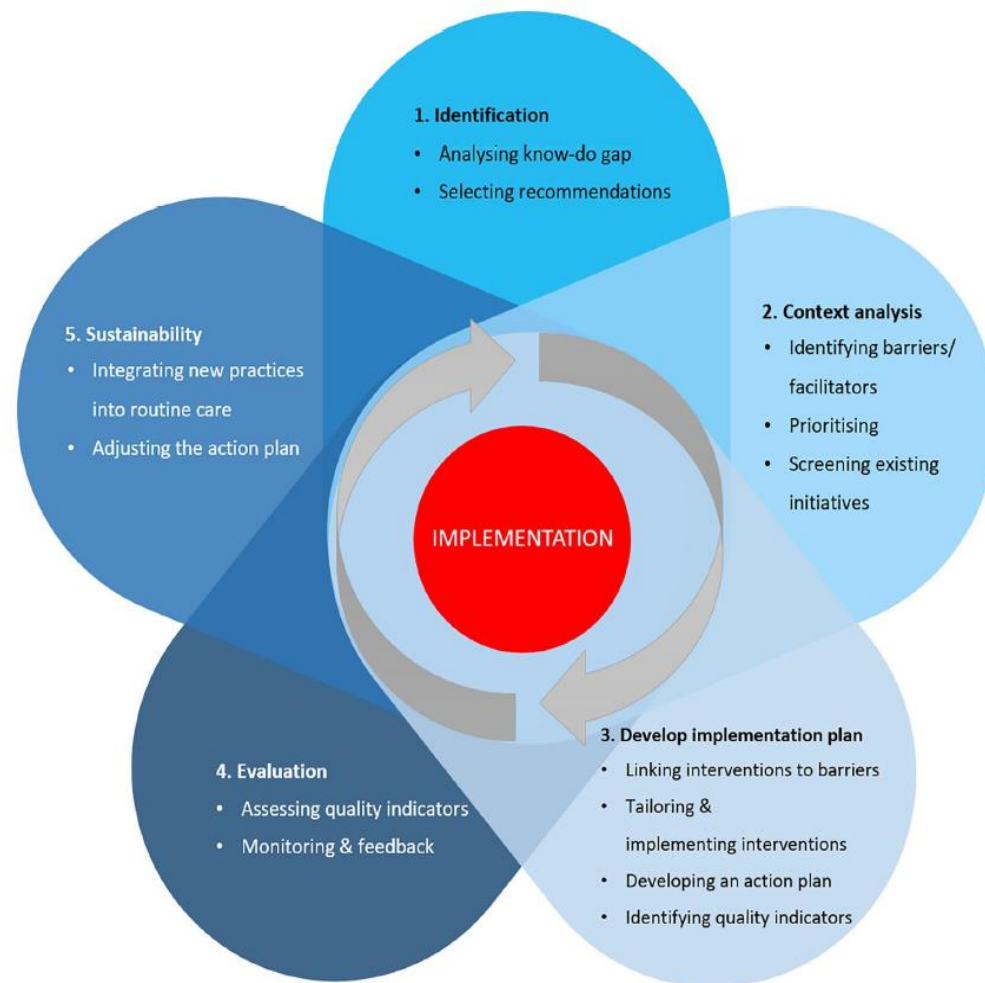 1. Identification
• Analysing know-do gap
• Selecting recommendations
2. Context analysis
• Identifying barriers/
facilitators
• Prioritising
• Screening existing
initiatives
3. Develop implementation plan
• Linking interventions to barriers
• Tailoring &
implementing interventions
• Developing an action plan
• Identifying quality indicators
4. Evaluation
• Assessing quality indicators
• Monitoring & feedback
5. Sustainability
• Integrating new practices
into routine care
• Adjusting the action plan
IMPLEMENTATION